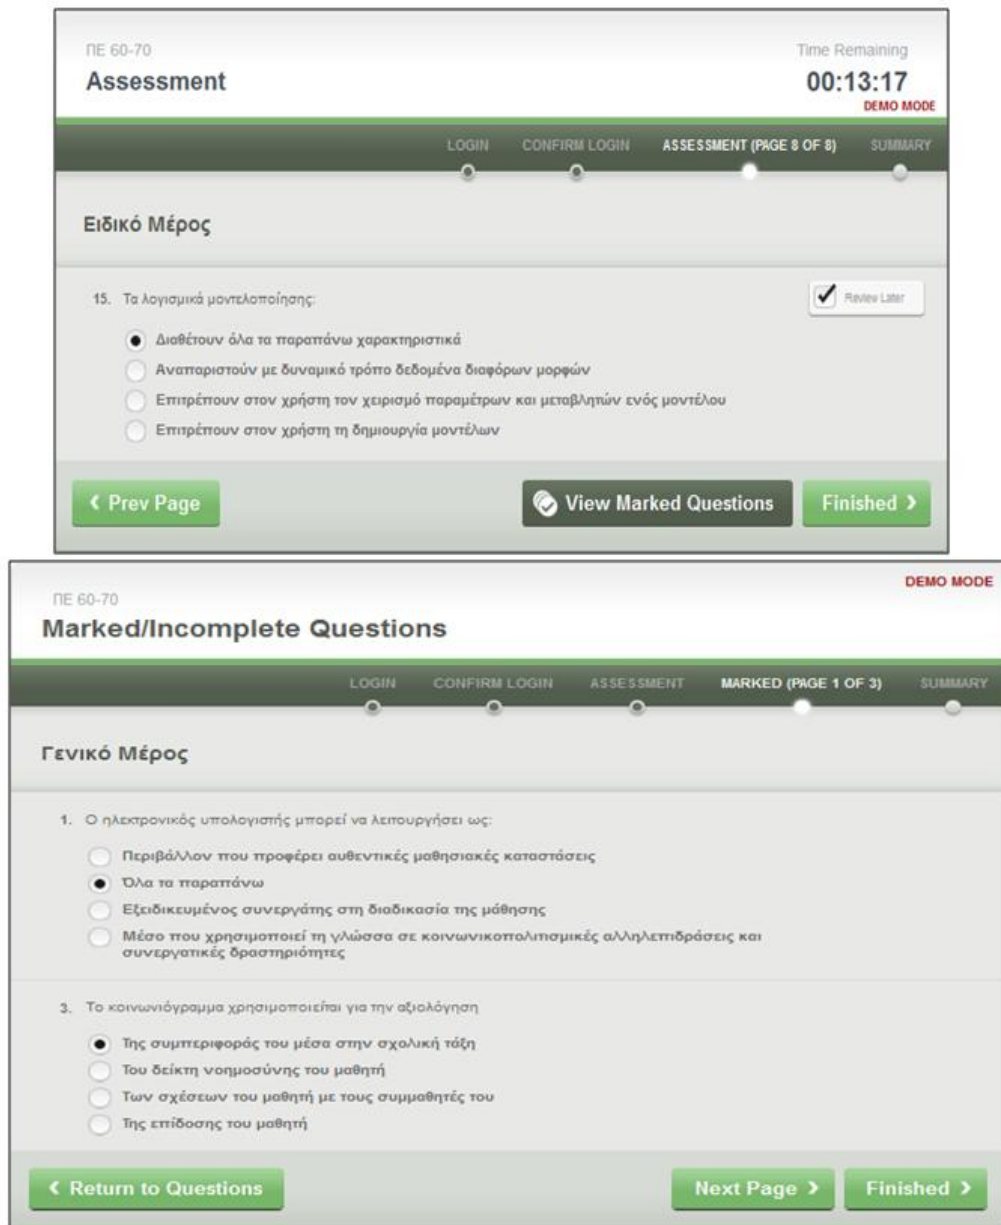 ΠΕ 60-70
Time Remaining
Assessment
00:13:17
DEMO MODE
LOGIN
CONFIRM LOGIN
ASSESSMENT (PAGE 8 OF 8)
SUMMARY
Ειδικό Μέρος
15. Τα λογισμικά μοντελοποίησης:
Review Later
Διαθέτουν όλα τα παραπάνω χαρακτηριστικά
Αναπαριστούν με δυναμικό τρόπο δεδομένα διαφόρων μορφών
Επιτρέπουν στον χρήστη τον χειρισμό παραμέτρων και μεταβλητών ενός μοντέλου
Επιτρέπουν στον χρήστη τη δημιουργία μοντέλων
Prev Page
View Marked Questions
Finished
DEMO MODE
ΠΕ 60-70
Marked/Incomplete Questions
LOGIN
CONFIRM LOGIN
ASSESSMENT
MARKED (PAGE 1 OF 3)
SUMMARY
Γενικό Μέρος
1. Ο ηλεκτρονικός υπολογιστής μπορεί να λειτουργήσει ως:
Περιβάλλον που προφέρει αυθεντικές μαθησιακές καταστάσεις
Όλα τα παραπάνω
Εξειδικευμένος συνεργάτης στη διαδικασία της μάθησης
Μέσο που χρησιμοποιεί τη γλώσσα σε κοινωνικοπολιτισμικές αλληλεπιδράσεις και
συνεργατικές δραστηριότητες
3. Το κοινωνιόγραμμα χρησιμοποιείται για την αξιολόγηση
Της συμπεριφοράς του μέσα στην σχολική τάξη
Του δείκτη νοημοσύνης του μαθητή
Των σχέσεων του μαθητή με τους συμμαθητές του
Της επίδοσης του μαθητή
Return to Questions
Next Page
Finished